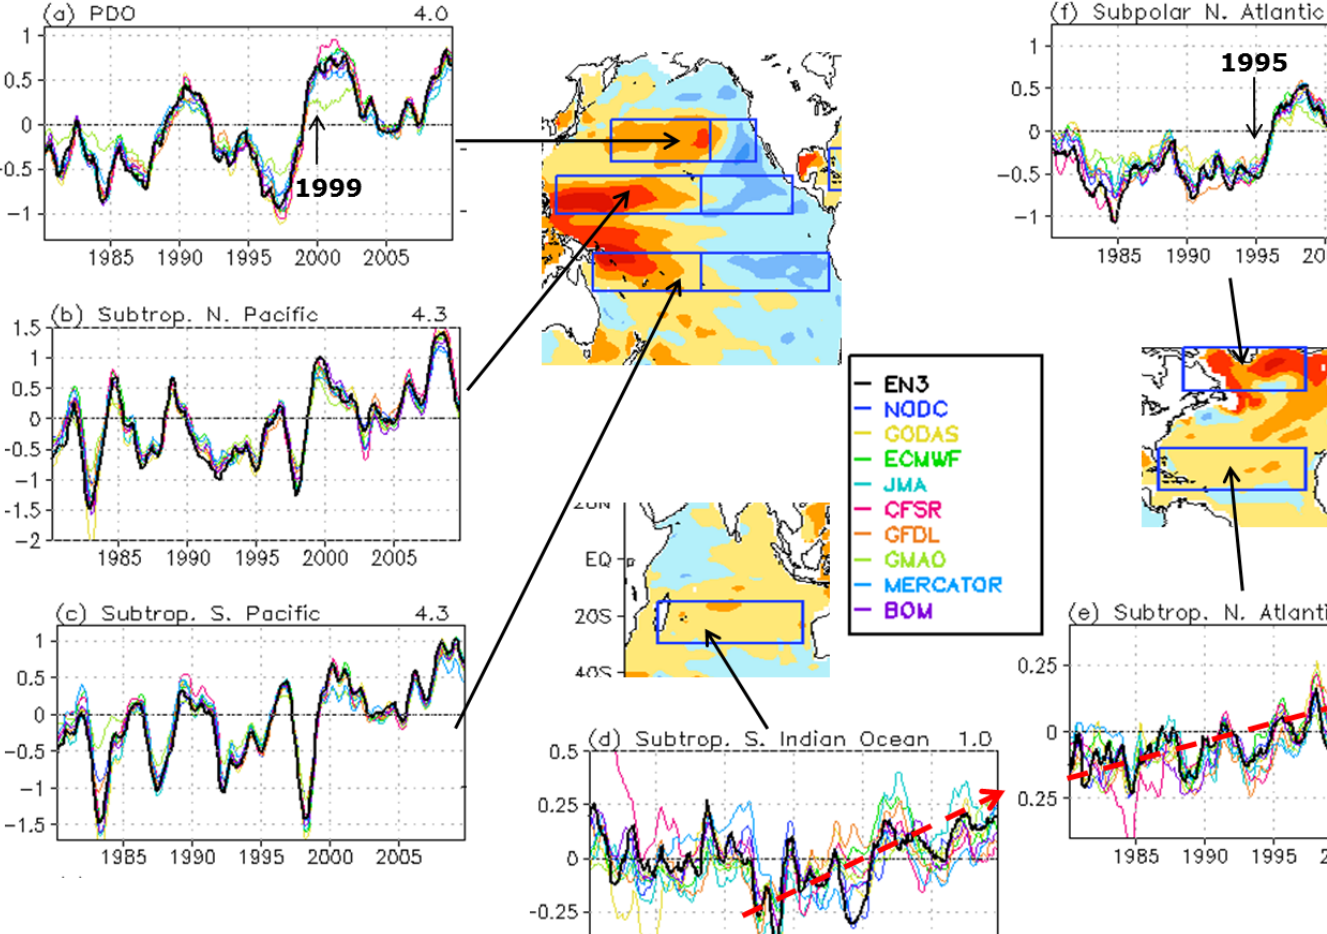 (a) PDO 4.0
1
0.5
0
-0.5
-1
1985 1990 1995 2000 2005
1999
(b) Subtrop. N. Pacific 4.3
1.5
1
0.5
0
-0.5
-1
-1.5
-2
1985 1990 1995 2000 2005
(c) Subtrop. S. Pacific 4.3
1
0.5
0
-0.5
-1
-1.5
1985 1990 1995 2000 2005
20N
EQ
20S
40S
(d) Subtrop. S. Indian Ocean 1.0
0.5
0.25
0
-0.25
EN3
NODC
GODAS
ECMWF
JMA
CFSR
GFDL
GMAO
MERCATOR
BOM
(f) Subpolar N. Atlantic
1
0.5
0
-0.5
-1
1985 1990 1995 20
1995
(e) Subtrop. N. Atlanti
0.25
0
0.25
1985 1990 1995 2